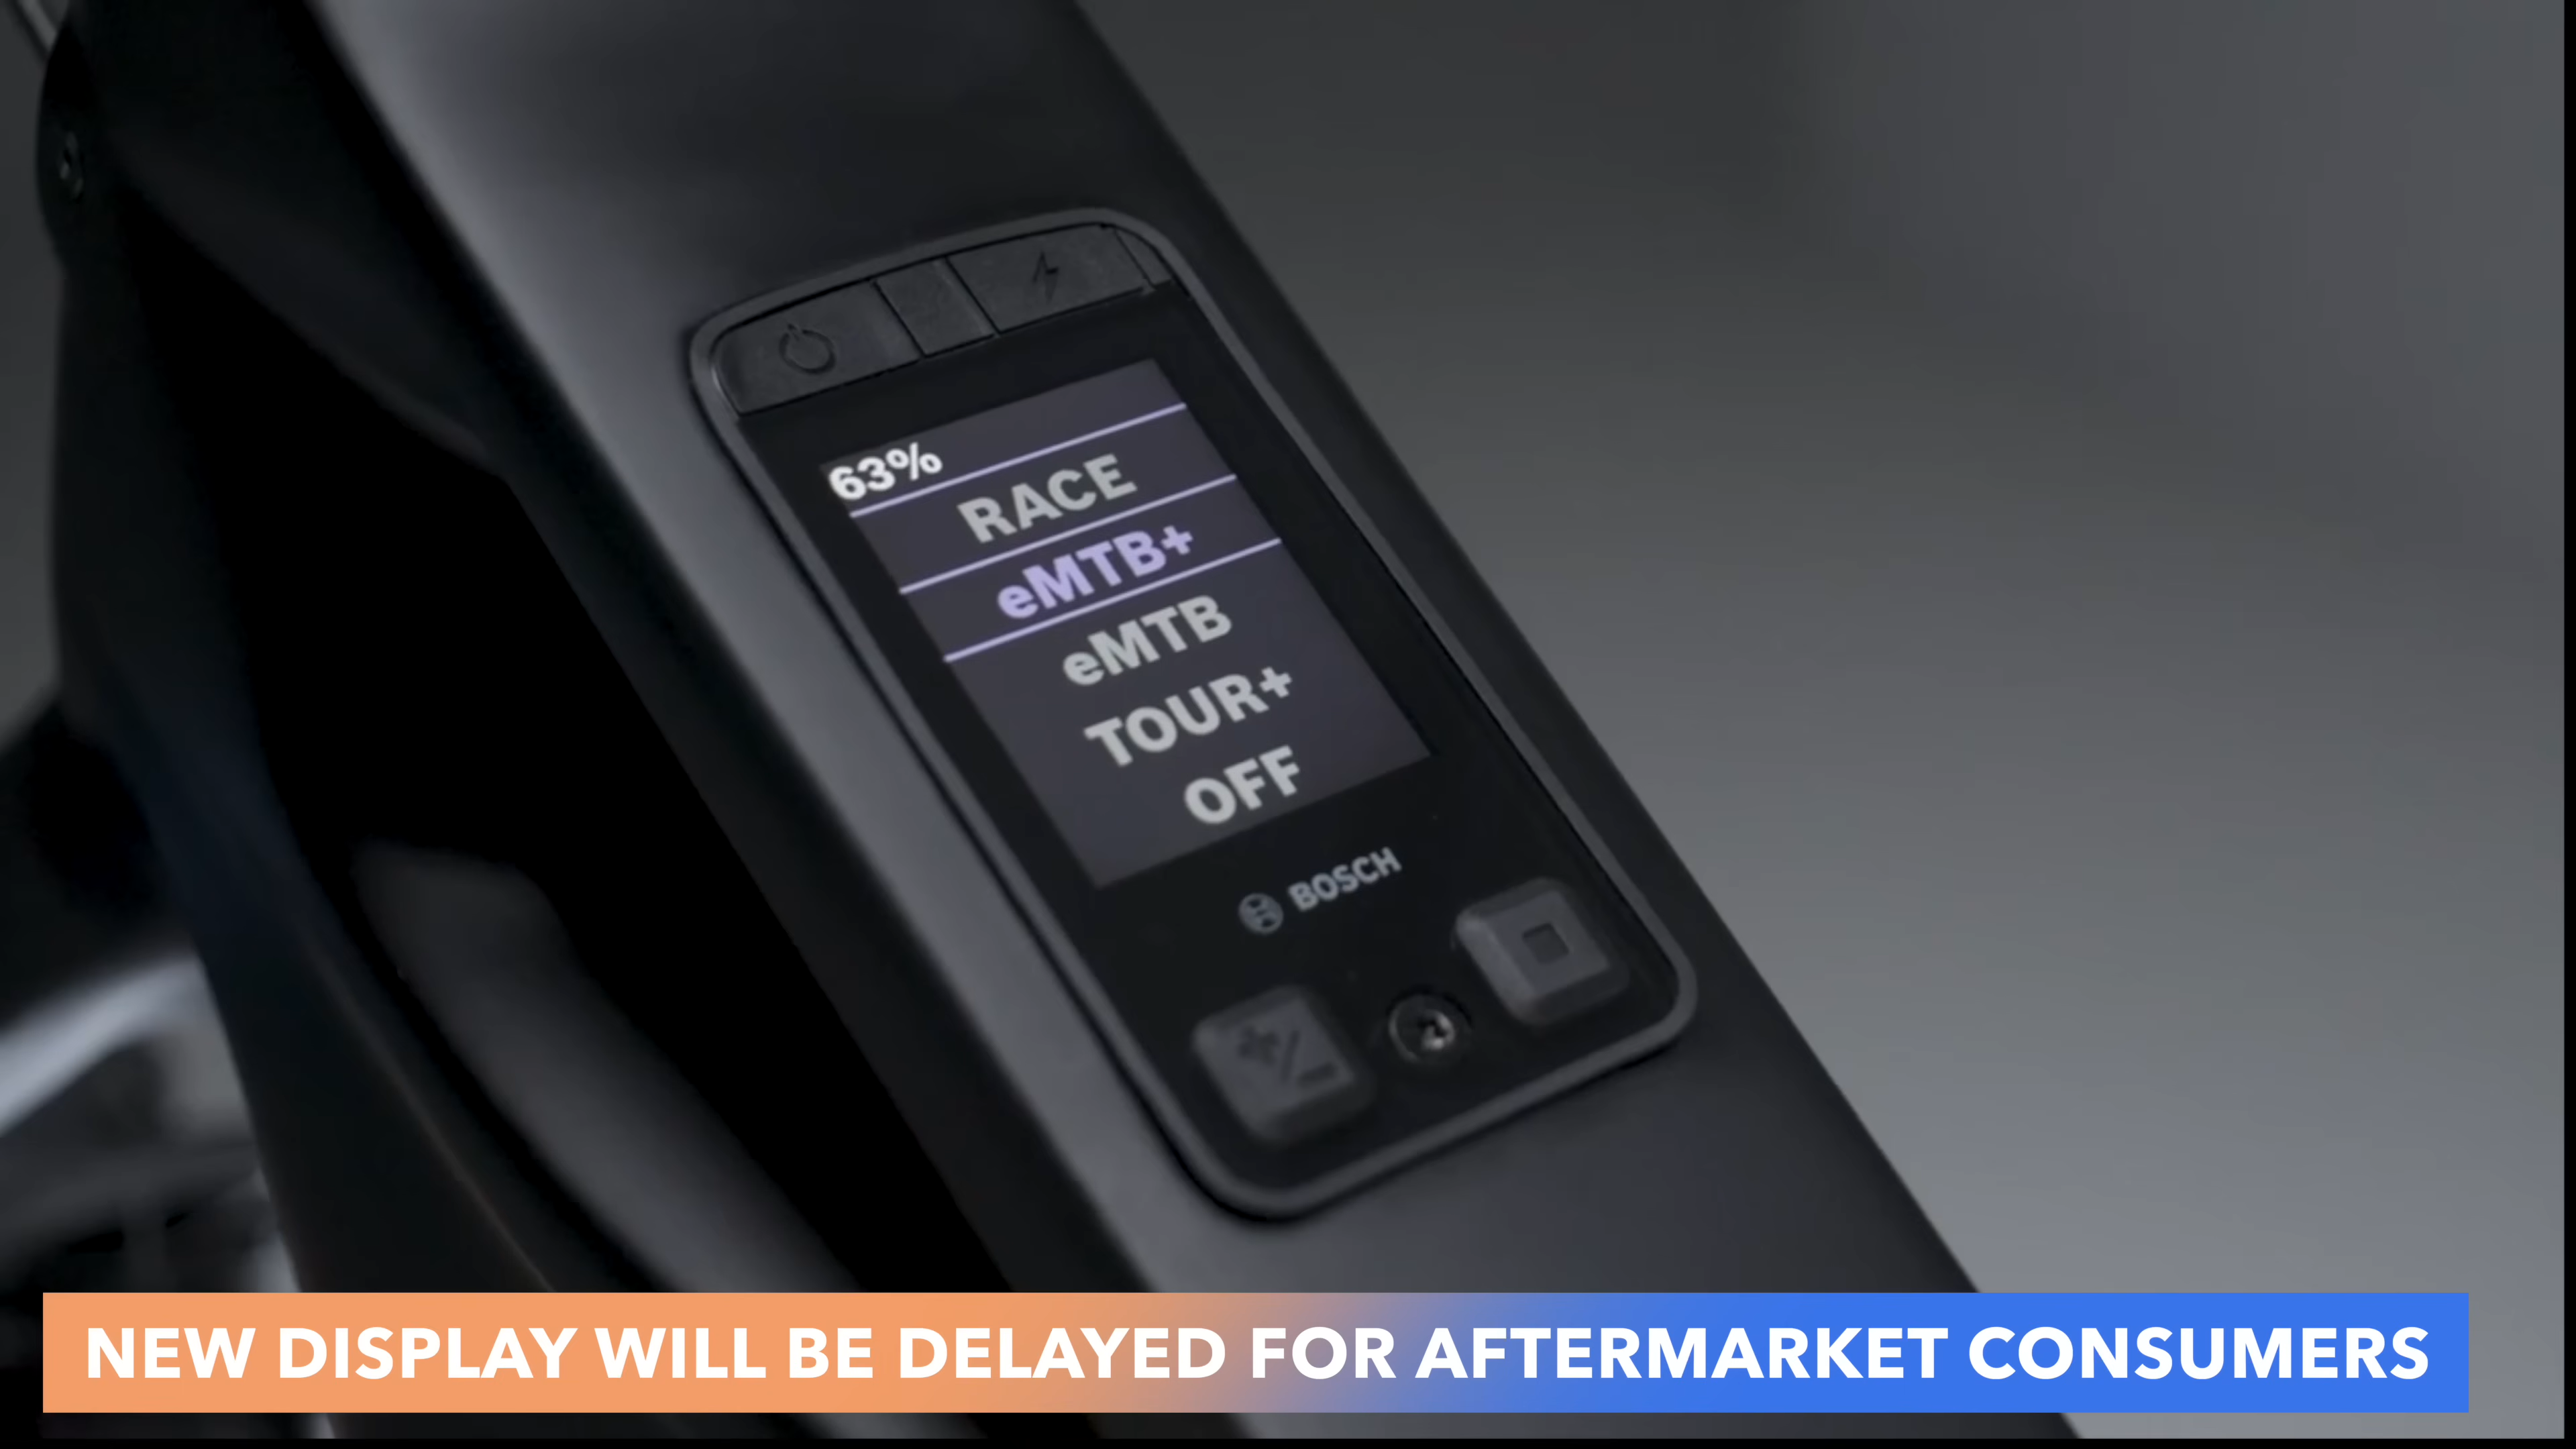 63%
RACE
eMTB+
eMTB
TOUR+
OFF
BOSCH
+/-
NEW DISPLAY WILL BE DELAYED FOR AFTERMARKET CONSUMERS